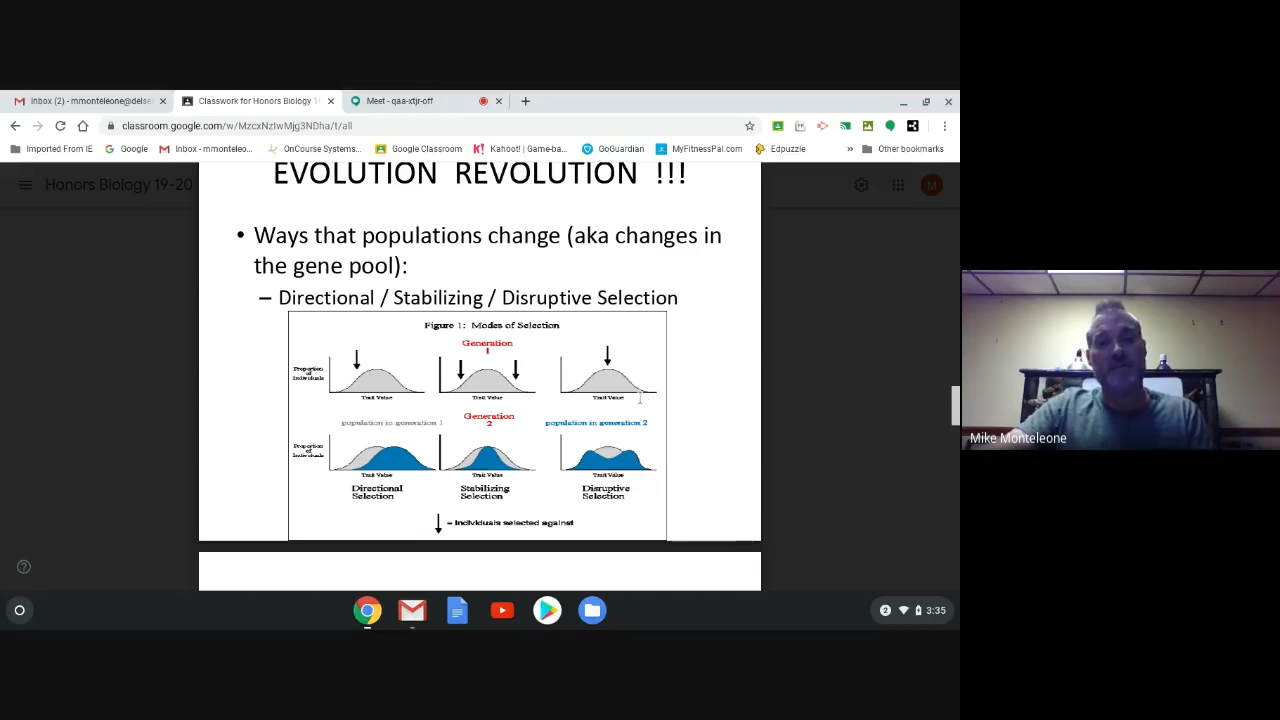 Inbox (2) - mmonteleone@delse
Classwork for Honors Biology 1
Meet - qaa-xtjr-off
classroom.google.com/w/MzcxNzIwMjg3NDha/t/all
Imported From IE
Google
Inbox - mmonteleo...
OnCourse Systems...
Google Classroom
Kahoot! | Game-ba...
GoGuardian
MyFitnessPal.com
Edpuzzle
»
Other bookmarks
Honors Biology 19-20
M
EVOLUTION REVOLUTION !!!
• Ways that populations change (aka changes in
the gene pool):
– Directional / Stabilizing / Disruptive Selection
Figure 1: Modes of Selection
Generation
1
Proportion
of
Individuals
Trait Value
Trait Value
Trait Value
population in generation 1
Generation
2
population in generation 2
Proportion
of
Individuals
Trait Value
Trait Value
Trait Value
Directional
Selection
Stabilizing
Selection
Disruptive
Selection
= Individuals selected against
Mike Monteleone
2
3:35